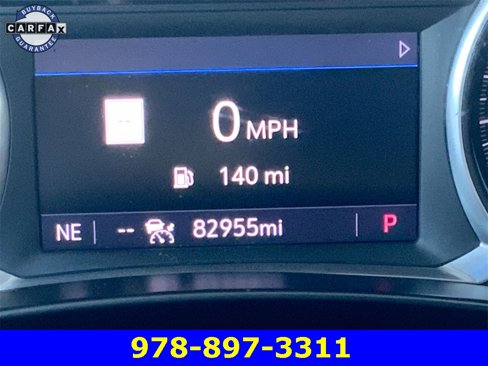 BUYBACK
CARFAX
GUARANTEE
0 MPH
140 mi
NE -- 82955mi P
978-897-3311